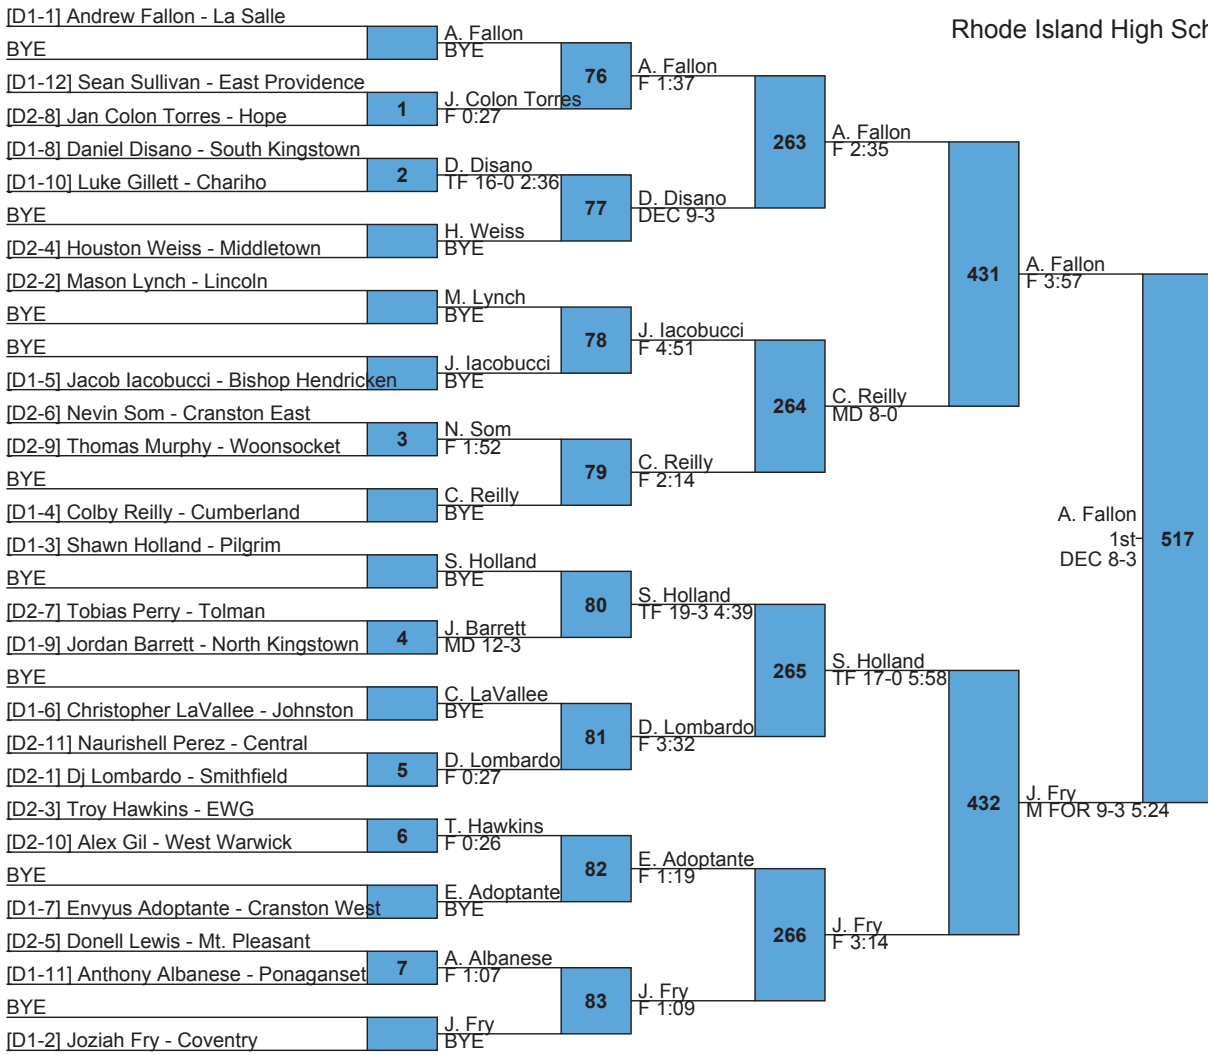 [D1-1] Andrew Fallon - La Salle
BYE
[D1-12] Sean Sullivan - East Providence
[D2-8] Jan Colon Torres - Hope
[D1-8] Daniel Disano - South Kingstown
[D1-10] Luke Gillett - Chariho
BYE
[D2-4] Houston Weiss - Middletown
[D2-2] Mason Lynch - Lincoln
BYE
BYE
[D1-5] Jacob Iacobucci - Bishop Hendricken
[D2-6] Nevin Som - Cranston East
[D2-9] Thomas Murphy - Woonsocket
BYE
[D1-4] Colby Reilly - Cumberland
[D1-3] Shawn Holland - Pilgrim
BYE
[D2-7] Tobias Perry - Tolman
[D1-9] Jordan Barrett - North Kingstown
BYE
[D1-6] Christopher LaVallee - Johnston
[D2-11] Naurishell Perez - Central
[D2-1] Dj Lombardo - Smithfield
[D2-3] Troy Hawkins - EWG
[D2-10] Alex Gil - West Warwick
BYE
[D1-7] Envyus Adoptante - Cranston West
[D2-5] Donell Lewis - Mt. Pleasant
[D1-11] Anthony Albanese - Ponaganset
BYE
[D1-2] Joziah Fry - Coventry
1
2
3
4
5
6
7
A. Fallon
BYE
J. Colon Torres
F 0:27
D. Disano
TF 16-0 2:36
H. Weiss
BYE
M. Lynch
BYE
J. Iacobucci
BYE
N. Som
F 1:52
C. Reilly
BYE
S. Holland
BYE
J. Barrett
MD 12-3
C. LaVallee
BYE
D. Lombardo
F 0:27
T. Hawkins
F 0:26
E. Adoptante
BYE
A. Albanese
F 1:07
J. Fry
BYE
76
77
78
79
80
81
82
83
A. Fallon
F 1:37
D. Disano
DEC 9-3
J. Iacobucci
F 4:51
C. Reilly
F 2:14
S. Holland
TF 19-3 4:39
D. Lombardo
F 3:32
E. Adoptante
F 1:19
J. Fry
F 1:09
263
264
265
266
A. Fallon
F 2:35
C. Reilly
MD 8-0
S. Holland
TF 17-0 5:58
J. Fry
F 3:14
431
432
Rhode Island High Sch
A. Fallon
F 3:57
J. Fry
M FOR 9-3 5:24
A. Fallon
1st
DEC 8-3
517